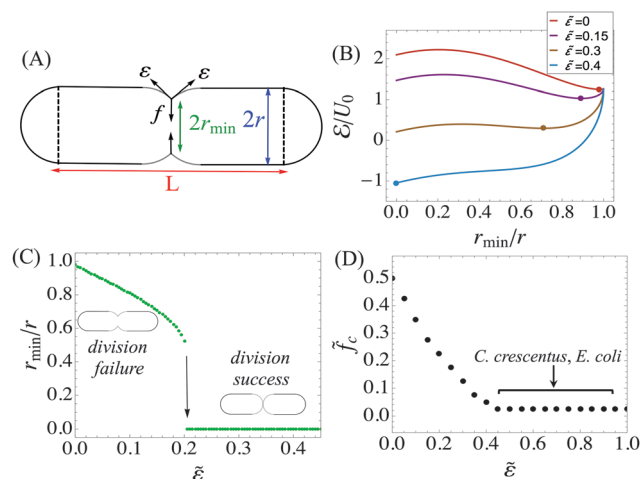 (A)
ε ε
f
2r_min
2r
L
(B)
ε̃=0
ε̃=0.15
ε̃=0.3
ε̃=0.4
ℰ/U_0
2
1
0
−1
0.0 0.2 0.4 0.6 0.8 1.0
r_min/r
(C)
r_min/r
1.0
0.8
0.6
0.4
0.2
0.0
division
failure
division
success
0.0 0.1 0.2 0.3 0.4
ε̃
(D)
f̃_c
0.5
0.4
0.3
0.2
0.1
0.0
C. crescentus, E. coli
0.0 0.2 0.4 0.6 0.8 1.0
ε̃